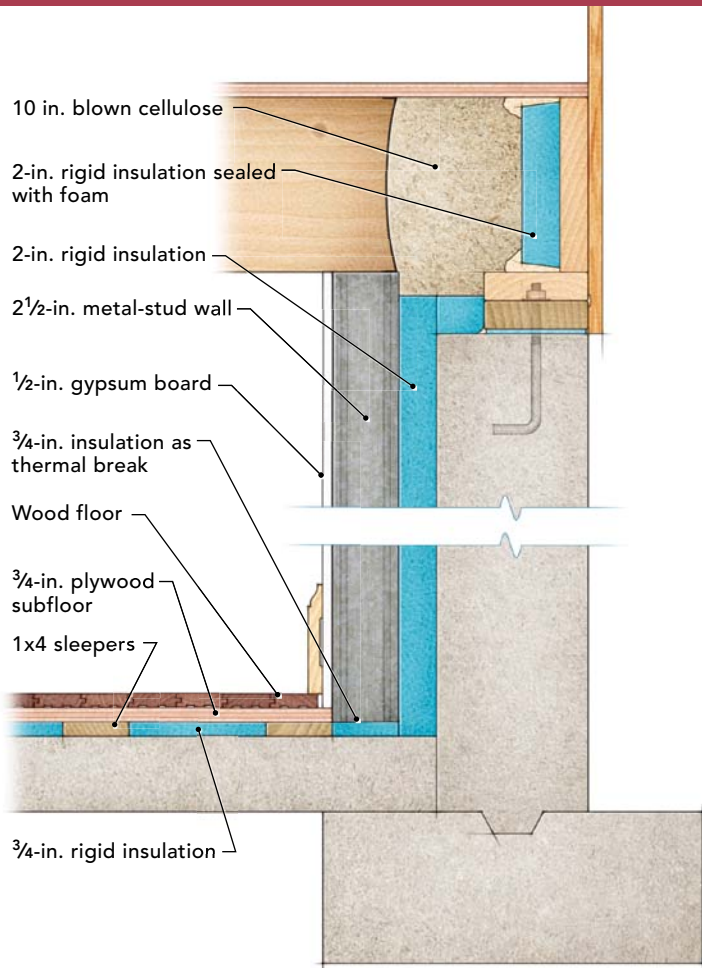 10 in. blown cellulose
2-in. rigid insulation sealed
with foam
2-in. rigid insulation
2½-in. metal-stud wall
½-in. gypsum board
¾-in. insulation as
thermal break
Wood floor
¾-in. plywood
subfloor
1x4 sleepers
¾-in. rigid insulation